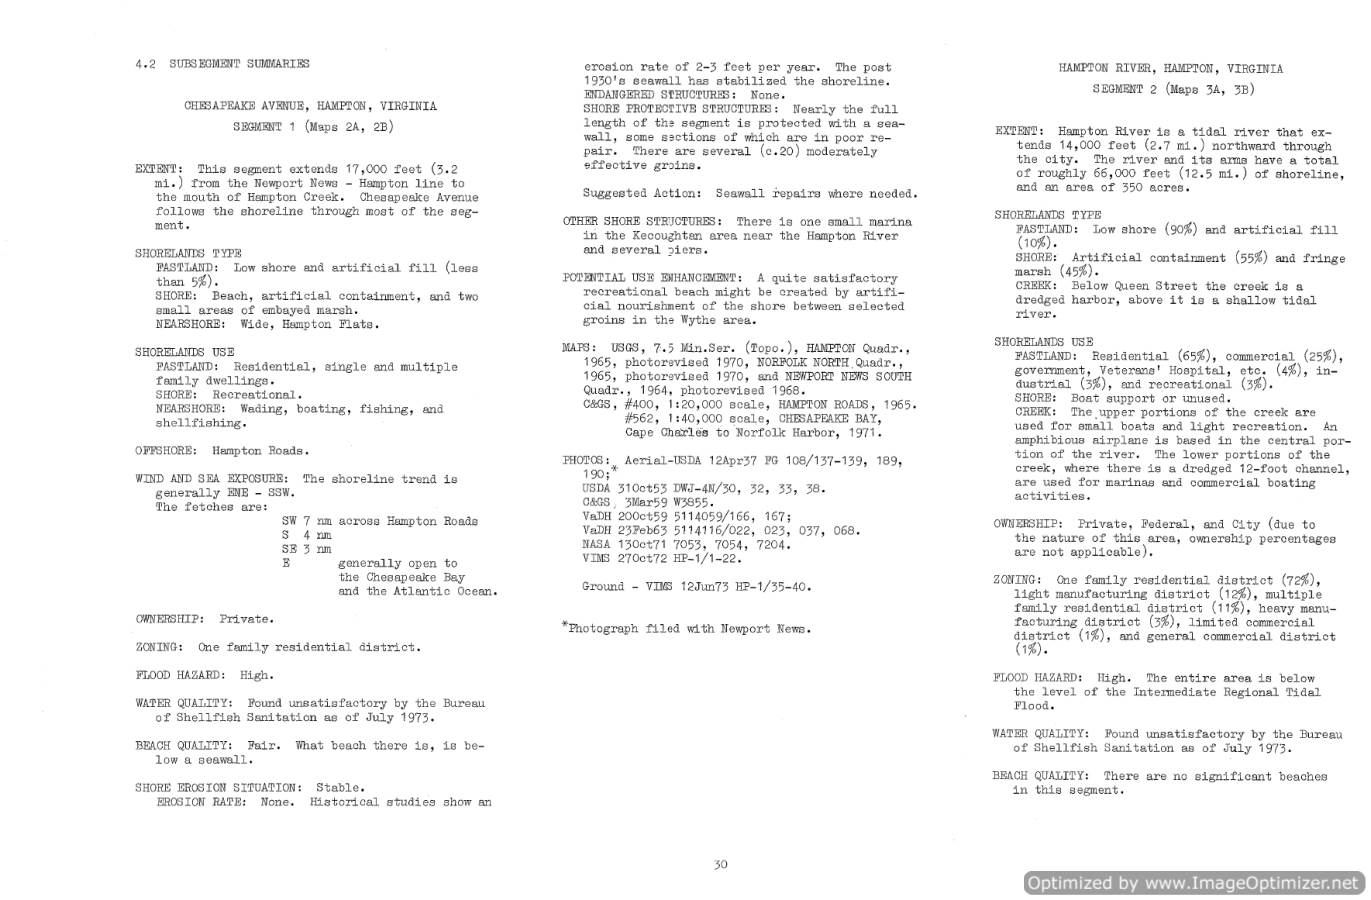 4.2 SUBSEGMENT SUMMARIES
CHESAPEAKE AVENUE, HAMPTON, VIRGINIA
SEGMENT 1 (Maps 2A, 2B)
EXTENT: This segment extends 17,000 feet (3.2
mi.) from the Newport News - Hampton line to
the mouth of Hampton Creek. Chesapeake Avenue
follows the shoreline through most of the seg-
ment.
SHORELANDS TYPE
FASTLAND: Low shore and artificial fill (less
than 5%).
SHORE: Beach, artificial containment, and two
small areas of embayed marsh.
NEARSHORE: Wide, Hampton Flats.
SHORELANDS USE
FASTLAND: Residential, single and multiple
family dwellings.
SHORE: Recreational.
NEARSHORE: Wading, boating, fishing, and
shellfishing.
OFFSHORE: Hampton Roads.
WIND AND SEA EXPOSURE: The shoreline trend is
generally ENE - SSW.
The fetches are:
SW 7 nm across Hampton Roads
S 4 nm
SE 3 nm
E generally open to
the Chesapeake Bay
and the Atlantic Ocean.
OWNERSHIP: Private.
ZONING: One family residential district.
FLOOD HAZARD: High.
WATER QUALITY: Found unsatisfactory by the Bureau
of Shellfish Sanitation as of July 1973.
BEACH QUALITY: Fair. What beach there is, is be-
low a seawall.
SHORE EROSION SITUATION: Stable.
EROSION RATE: None. Historical studies show an
erosion rate of 2-3 feet per year. The post
1930's seawall has stabilized the shoreline.
ENDANGERED STRUCTURES: None.
SHORE PROTECTIVE STRUCTURES: Nearly the full
length of the segment is protected with a sea-
wall, some sections of which are in poor re-
pair. There are several (c.20) moderately
effective groins.
Suggested Action: Seawall repairs where needed.
OTHER SHORE STRUCTURES: There is one small marina
in the Kecoughtan area near the Hampton River
and several piers.
POTENTIAL USE ENHANCEMENT: A quite satisfactory
recreational beach might be created by artifi-
cial nourishment of the shore between selected
groins in the Wythe area.
MAPS: USGS, 7.5 Min.Ser. (Topo.), HAMPTON Quadr.,
1965, photorevised 1970, NORFOLK NORTH Quadr.,
1965, photorevised 1970, and NEWPORT NEWS SOUTH
Quadr., 1964, photorevised 1968.
C&GS, #400, 1:20,000 scale, HAMPTON ROADS, 1965.
#562, 1:40,000 scale, CHESAPEAKE BAY,
Cape Charles to Norfolk Harbor, 1971.
PHOTOS: Aerial-USDA 12Apr37 FG 108/137-139, 189,
190;*
USDA 31Oct53 DWJ-4N/30, 32, 33, 38.
C&GS, 3Mar59 W3855.
VaDH 20Oct59 5114059/166, 167;
VaDH 23Feb63 5114116/022, 023, 037, 068.
NASA 13Oct71 7053, 7054, 7204.
VIMS 27Oct72 HP-1/1-22.
Ground - VIMS 12Jun73 HP-1/35-40.
*Photograph filed with Newport News.
HAMPTON RIVER, HAMPTON, VIRGINIA
SEGMENT 2 (Maps 3A, 3B)
EXTENT: Hampton River is a tidal river that ex-
tends 14,000 feet (2.7 mi.) northward through
the city. The river and its arms have a total
of roughly 66,000 feet (12.5 mi.) of shoreline,
and an area of 350 acres.
SHORELANDS TYPE
FASTLAND: Low shore (90%) and artificial fill
(10%).
SHORE: Artificial containment (55%) and fringe
marsh (45%).
CREEK: Below Queen Street the creek is a
dredged harbor, above it is a shallow tidal
river.
SHORELANDS USE
FASTLAND: Residential (65%), commercial (25%),
government, Veterans' Hospital, etc. (4%), in-
dustrial (3%), and recreational (3%).
SHORE: Boat support or unused.
CREEK: The upper portions of the creek are
used for small boats and light recreation. An
amphibious airplane is based in the central por-
tion of the river. The lower portions of the
creek, where there is a dredged 12-foot channel,
are used for marinas and commercial boating
activities.
OWNERSHIP: Private, Federal, and City (due to
the nature of this area, ownership percentages
are not applicable).
ZONING: One family residential district (72%),
light manufacturing district (12%), multiple
family residential district (11%), heavy manu-
facturing district (3%), limited commercial
district (1%), and general commercial district
(1%).
FLOOD HAZARD: High. The entire area is below
the level of the Intermediate Regional Tidal
Flood.
WATER QUALITY: Found unsatisfactory by the Bureau
of Shellfish Sanitation as of July 1973.
BEACH QUALITY: There are no significant beaches
in this segment.
30
Optimized by www.ImageOptimizer.net